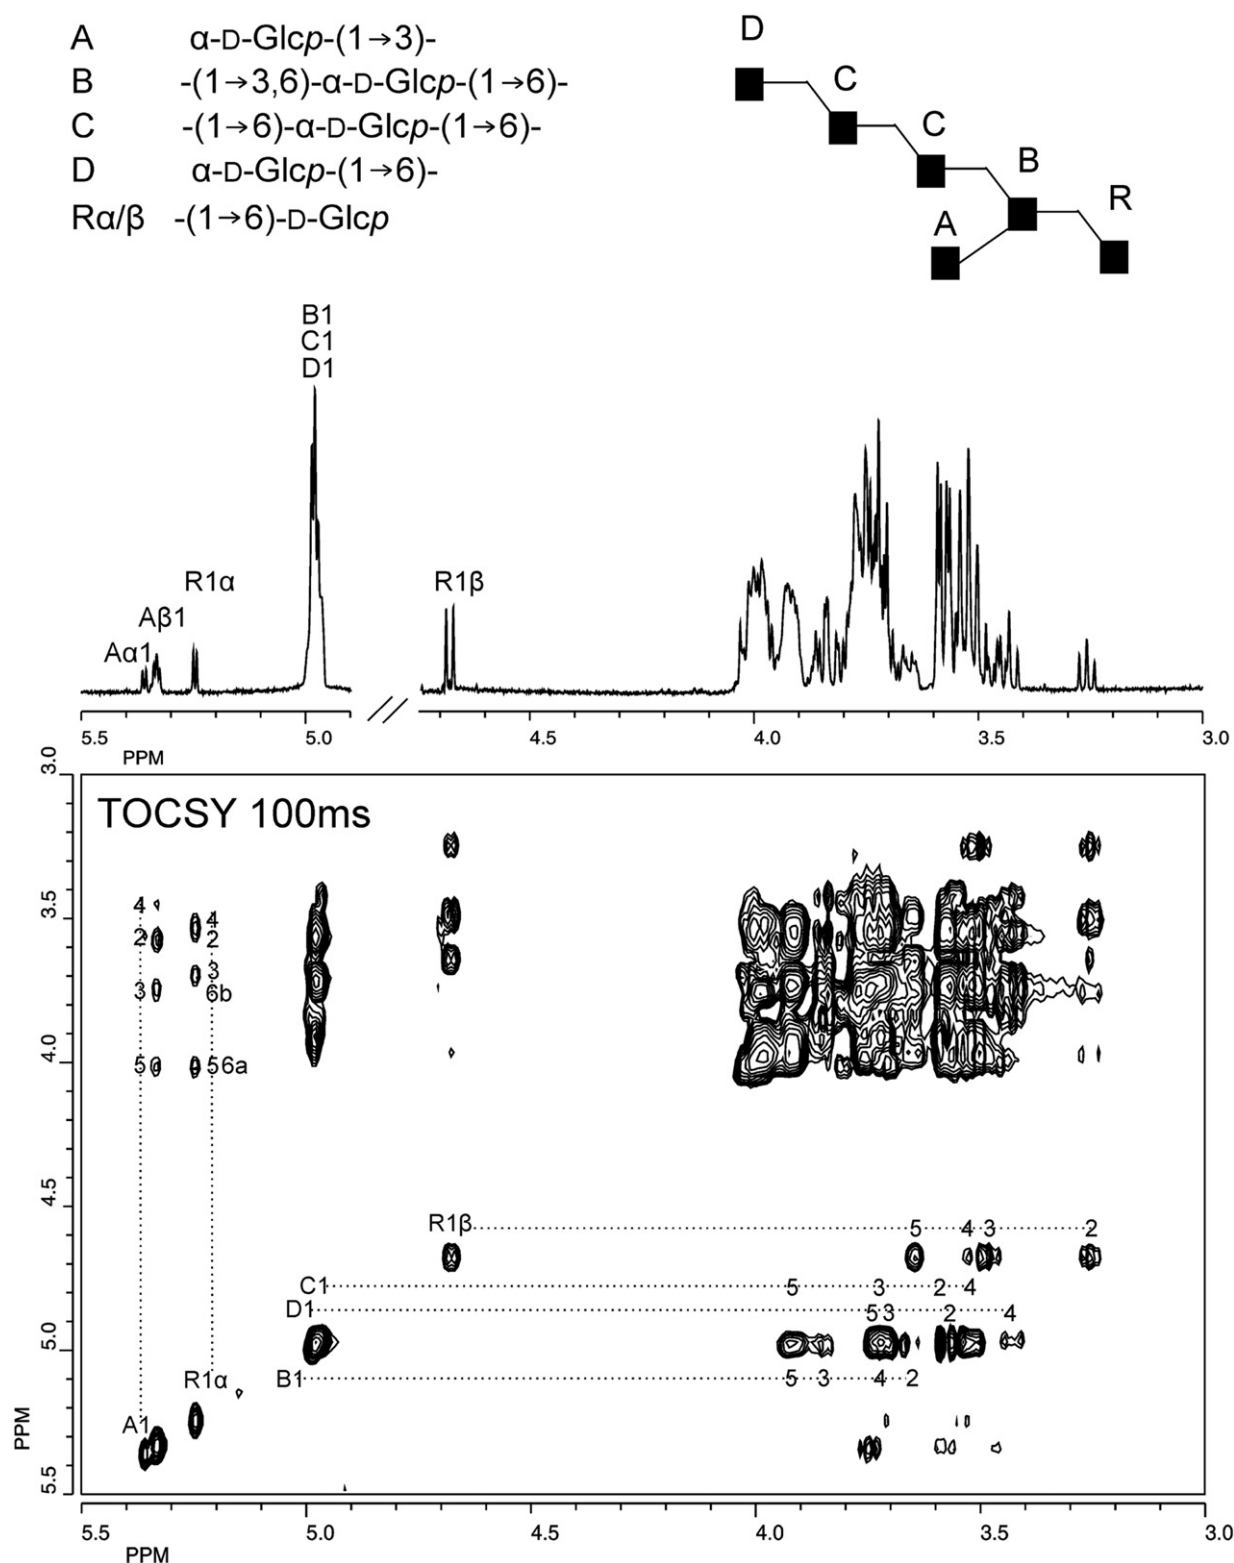 A α-D-Glcp-(1→3)-
B -(1→3,6)-α-D-Glcp-(1→6)-
C -(1→6)-α-D-Glcp-(1→6)-
D α-D-Glcp-(1→6)-
Rα/β -(1→6)-D-Glcp
D
C
C
B
A
R
B1
C1
D1
R1α
Aβ1
Aα1
R1β
5.5 5.0 4.5 4.0 3.5 3.0
PPM
TOCSY 100ms
3.0
3.5
4.0
4.5
5.0
5.5
PPM
4 4
2 2
3 3
6b
5 5 6a
R1β 5 4 3 2
C1 5 3 2 4
D1 5 3 2 4
R1α
B1 5 3 4 2
A1
5.5 5.0 4.5 4.0 3.5 3.0
PPM